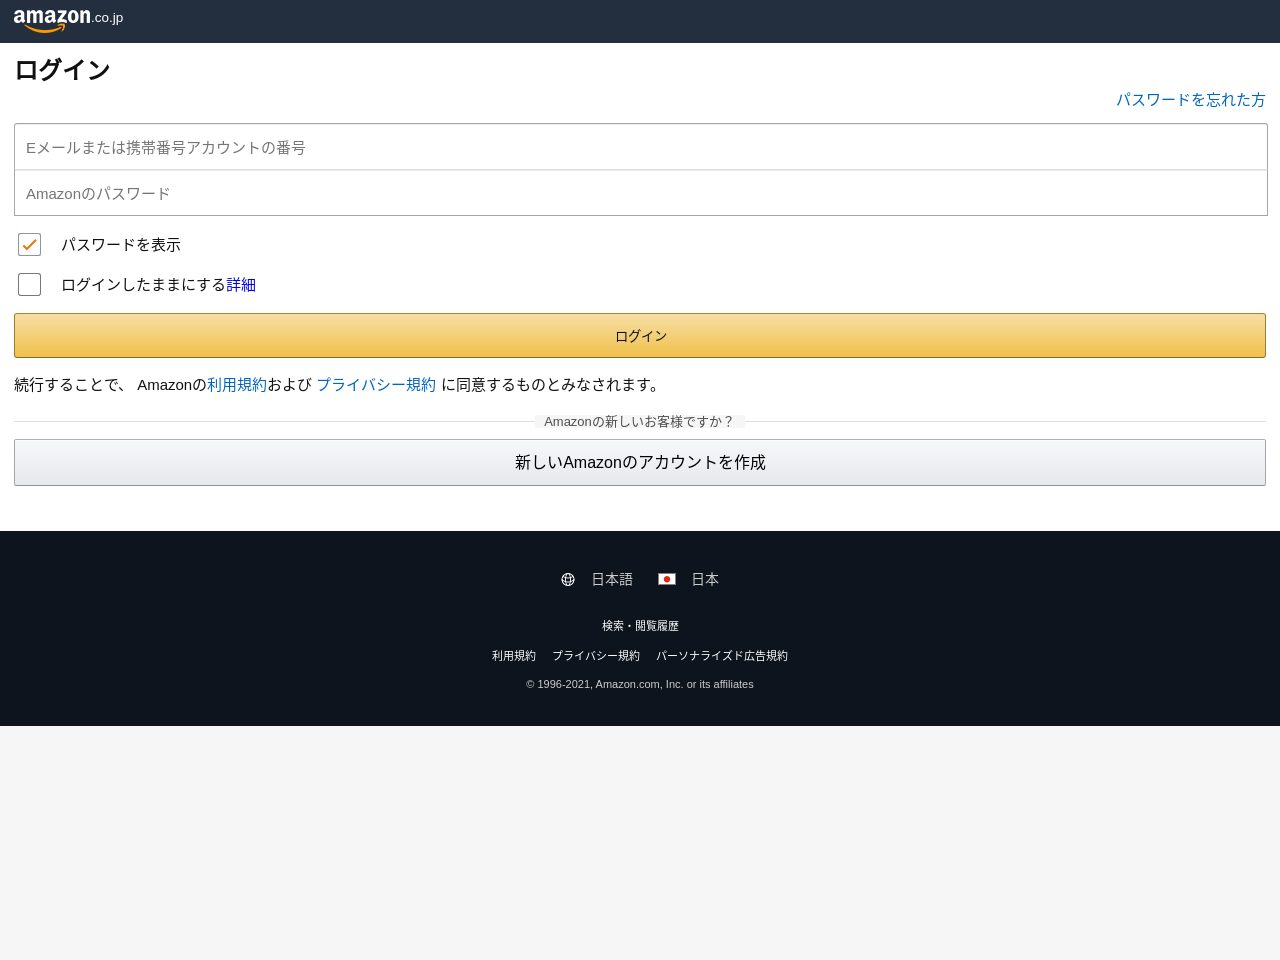 amazon.co.jp
ログイン
パスワードを忘れた方
Eメールまたは携帯番号アカウントの番号
Amazonのパスワード
パスワードを表示
ログインしたままにする詳細
ログイン
続行することで、 Amazonの利用規約および プライバシー規約 に同意するものとみなされます。
Amazonの新しいお客様ですか？
新しいAmazonのアカウントを作成
日本語 日本
検索・閲覧履歴
利用規約 プライバシー規約 パーソナライズド広告規約
© 1996-2021, Amazon.com, Inc. or its affiliates